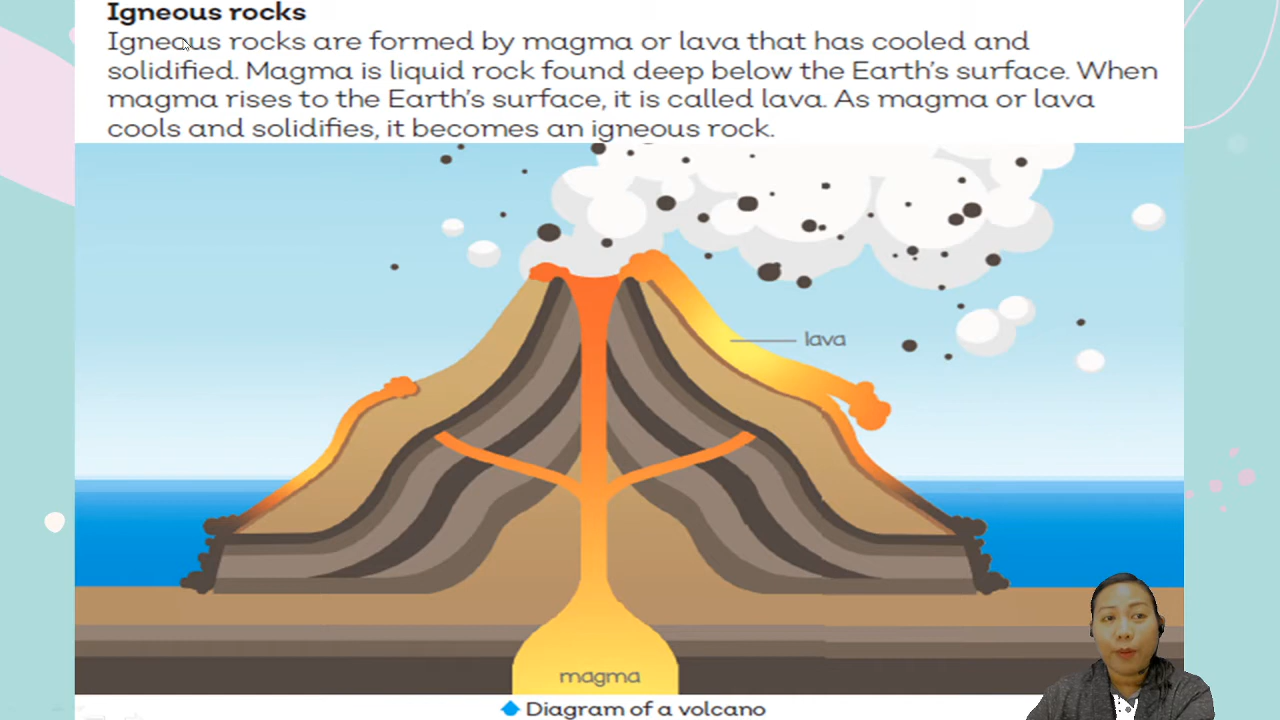 Igneous rocks
Igneous rocks are formed by magma or lava that has cooled and
solidified. Magma is liquid rock found deep below the Earth's surface. When
magma rises to the Earth's surface, it is called lava. As magma or lava
cools and solidifies, it becomes an igneous rock.
lava
magma
Diagram of a volcano